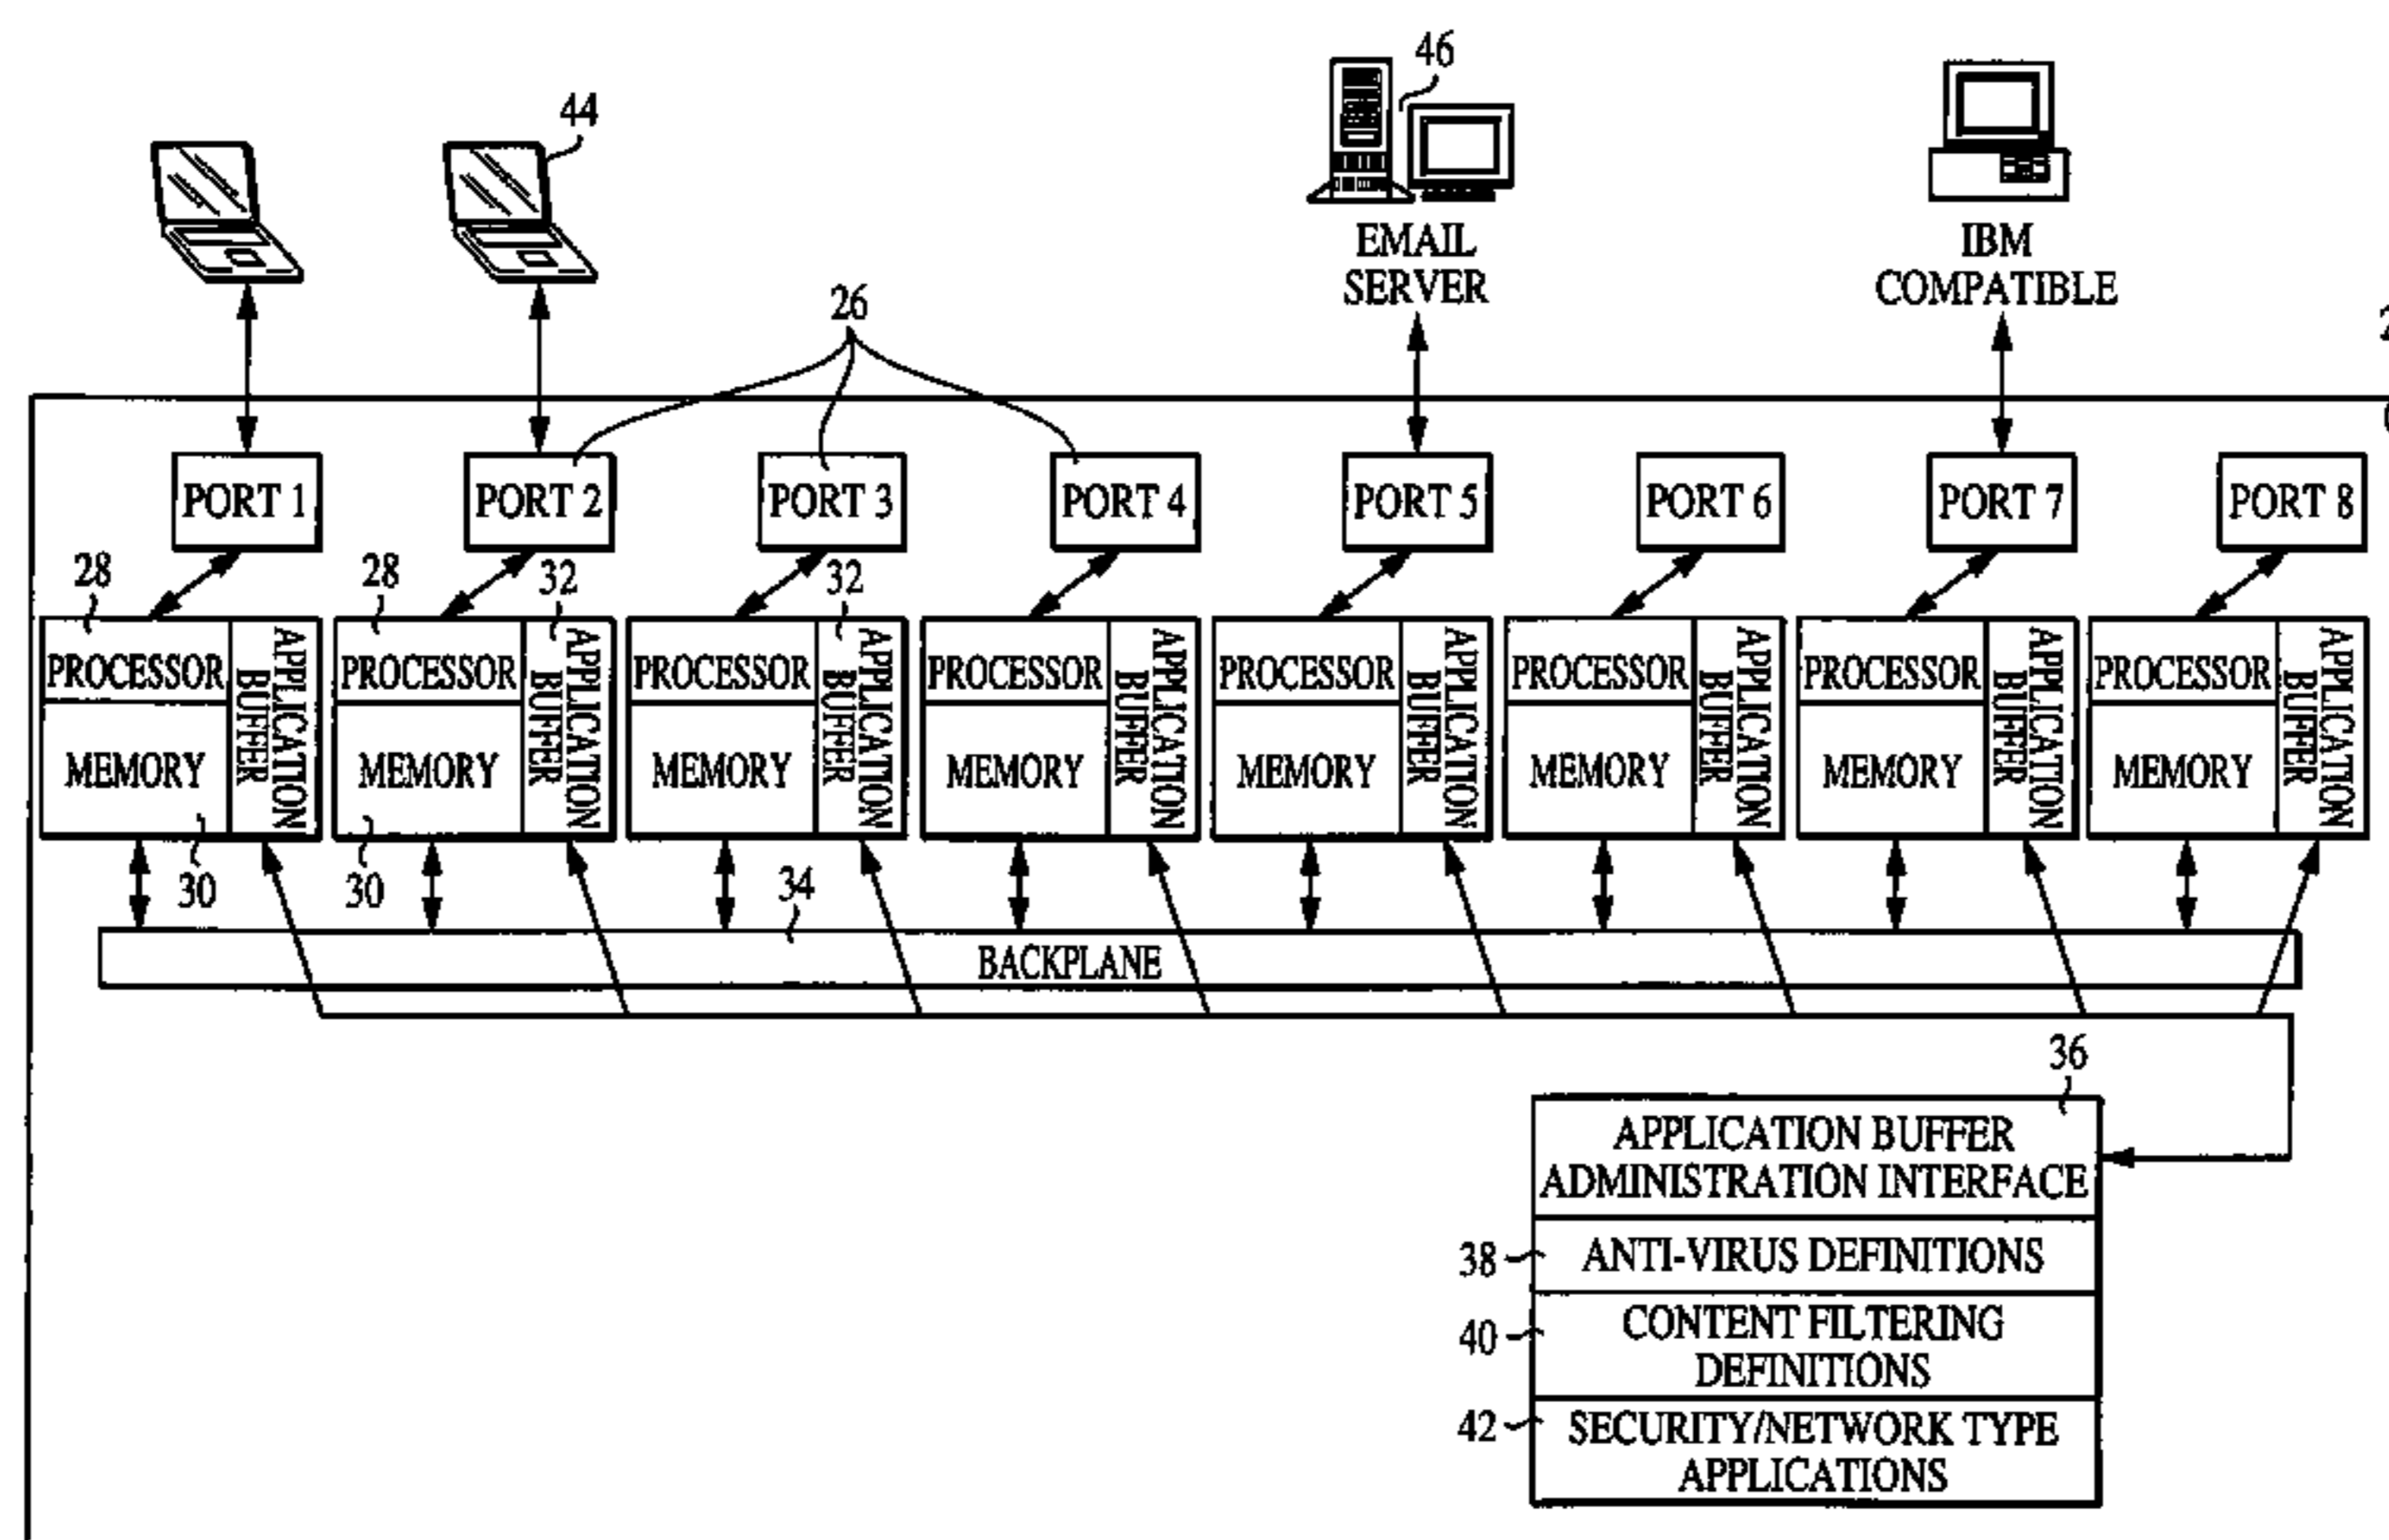 44
46
EMAIL
SERVER
IBM
COMPATIBLE
26
PORT 1
PORT 2
PORT 3
PORT 4
PORT 5
PORT 6
PORT 7
PORT 8
28
28
32
32
PROCESSOR
MEMORY
APPLICATION
BUFFER
PROCESSOR
MEMORY
APPLICATION
BUFFER
PROCESSOR
MEMORY
APPLICATION
BUFFER
PROCESSOR
MEMORY
APPLICATION
BUFFER
PROCESSOR
MEMORY
APPLICATION
BUFFER
PROCESSOR
MEMORY
APPLICATION
BUFFER
PROCESSOR
MEMORY
APPLICATION
BUFFER
PROCESSOR
MEMORY
APPLICATION
BUFFER
30
30
34
BACKPLANE
36
APPLICATION BUFFER
ADMINISTRATION INTERFACE
38
ANTI-VIRUS DEFINITIONS
40
CONTENT FILTERING
DEFINITIONS
42
SECURITY/NETWORK TYPE
APPLICATIONS